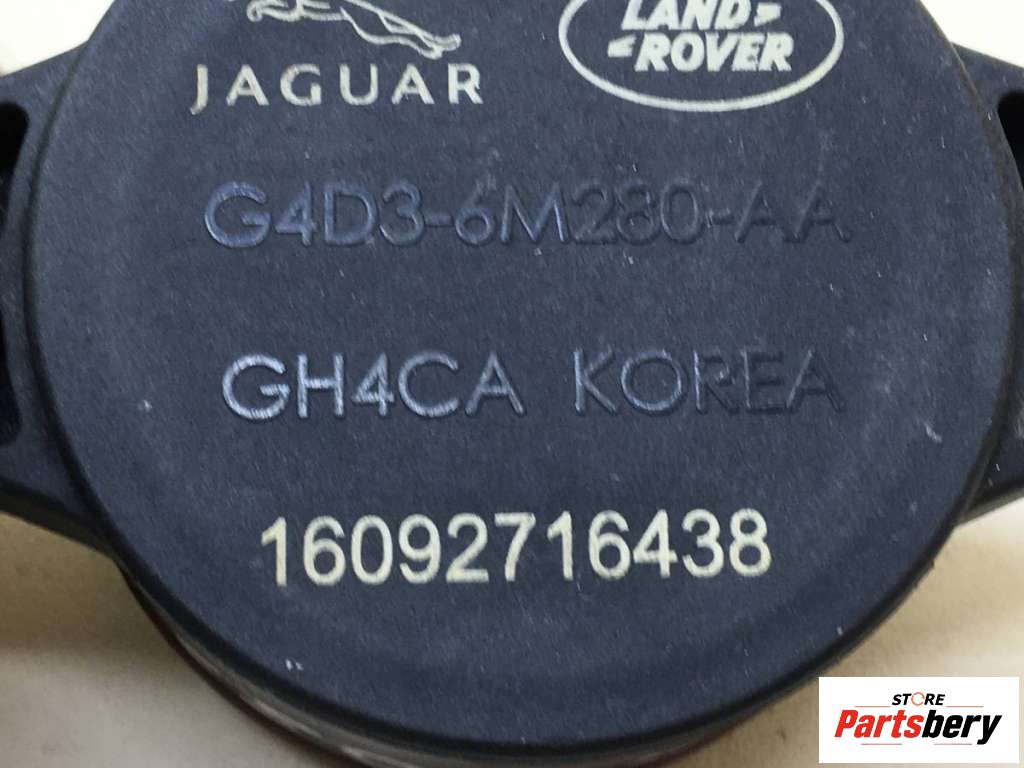 JAGUAR
LAND
ROVER
G4D3-6M280-AA
GH4CA KOREA
16092716438
STORE
Partsbery